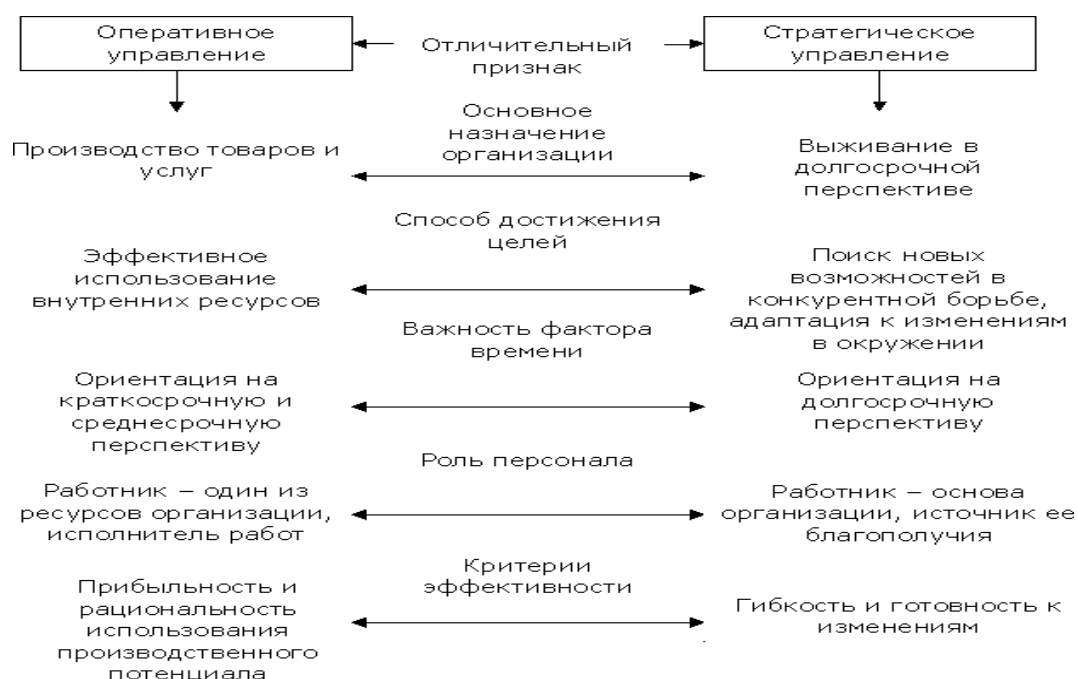 Оперативное
управление
Отличительный
признак
Стратегическое
управление
Основное
назначение
организации
Производство товаров и
услуг
Выживание в
долгосрочной
перспективе
Способ достижения
целей
Эффективное
использование
внутренних ресурсов
Поиск новых
возможностей в
конкурентной борьбе,
адаптация к изменениям
в окружении
Важность фактора
времени
Ориентация на
краткосрочную и
среднесрочную
перспективу
Ориентация на
долгосрочную
перспективу
Роль персонала
Работник – один из
ресурсов организации,
исполнитель работ
Работник – основа
организации, источник ее
благополучия
Критерии
эффективности
Прибыльность и
рациональность
использования
производственного
потенциала
Гибкость и готовность к
изменениям